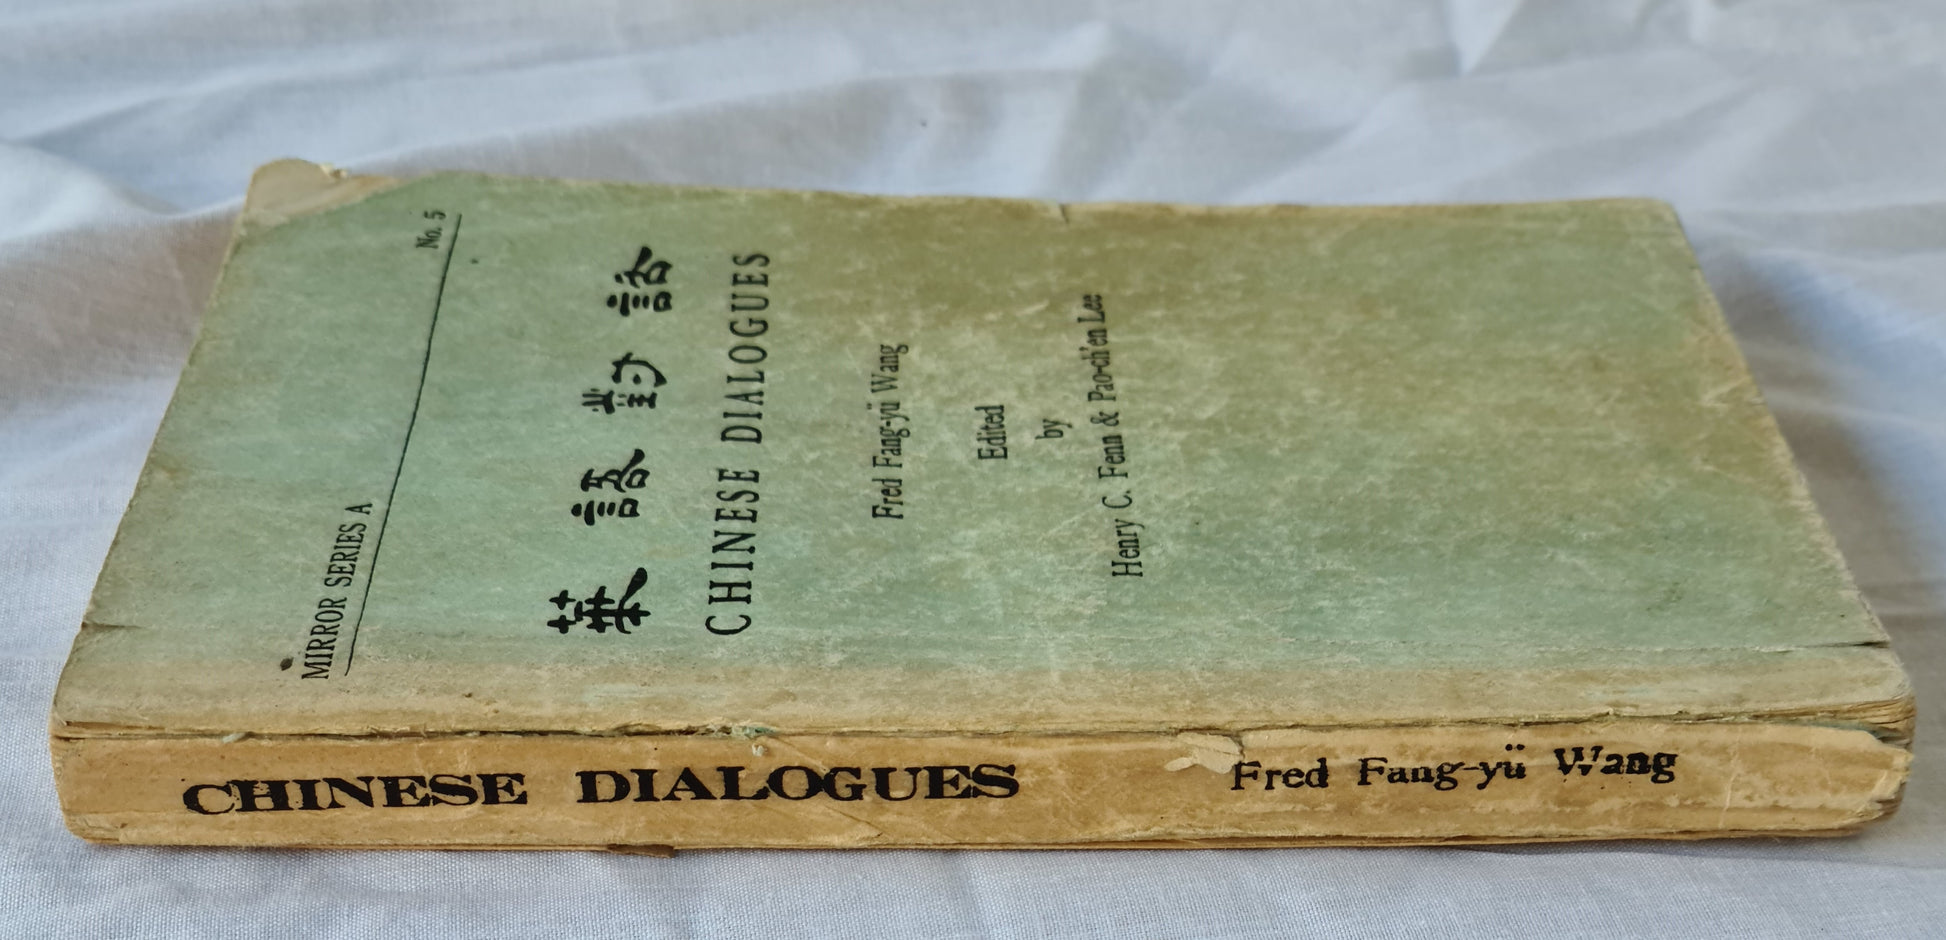 MIRROR SERIES A No. 5
華語對話
CHINESE DIALOGUES
Fred Fang-yü Wang
Edited
by
Henry C. Fenn & Pao-ch'en Lee
CHINESE DIALOGUES Fred Fang-yü Wang